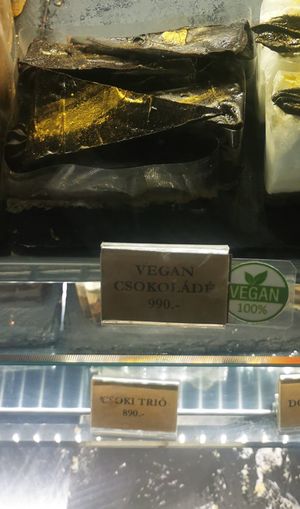 VEGAN
CSOKOLÁDÉ
990.-
VEGAN
100%
CSOKI TRIÓ
890.-